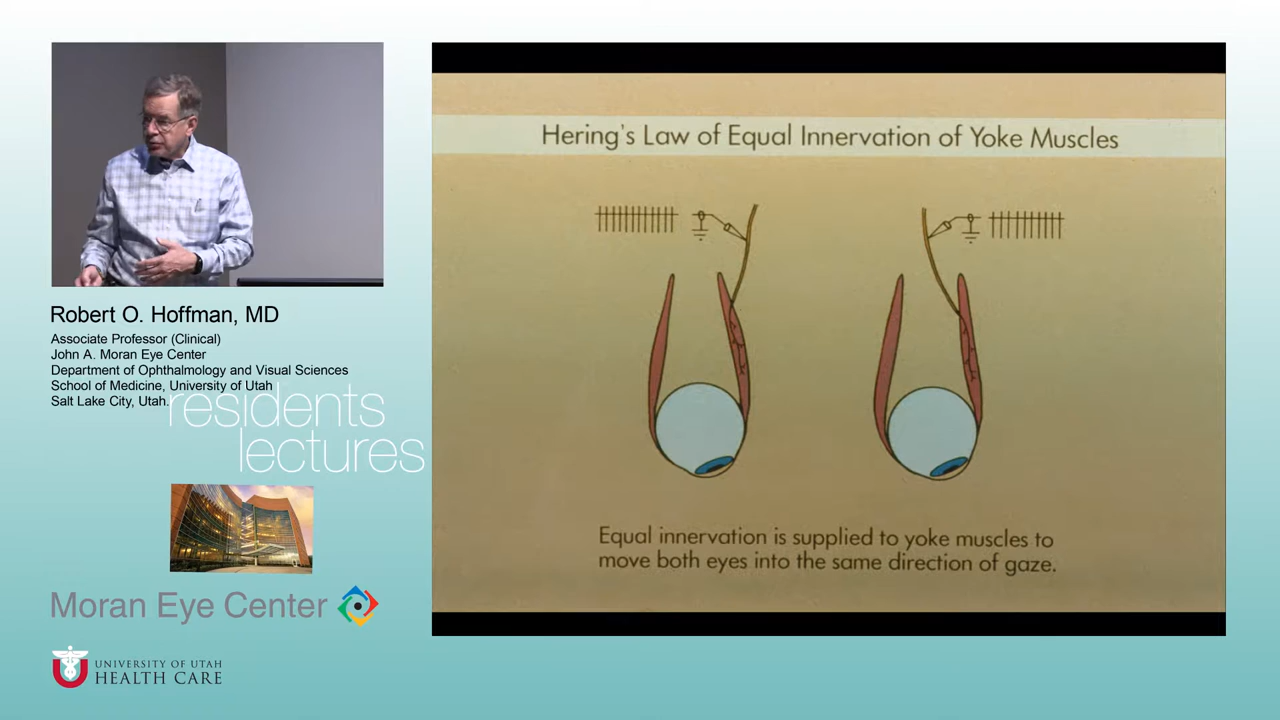 Hering's Law of Equal Innervation of Yoke Muscles
Robert O. Hoffman, MD
Associate Professor (Clinical)
John A. Moran Eye Center
Department of Ophthalmology and Visual Sciences
School of Medicine, University of Utah
Salt Lake City, Utah.
residents
lectures
Equal innervation is supplied to yoke muscles to
move both eyes into the same direction of gaze.
Moran Eye Center
UNIVERSITY OF UTAH
HEALTH CARE